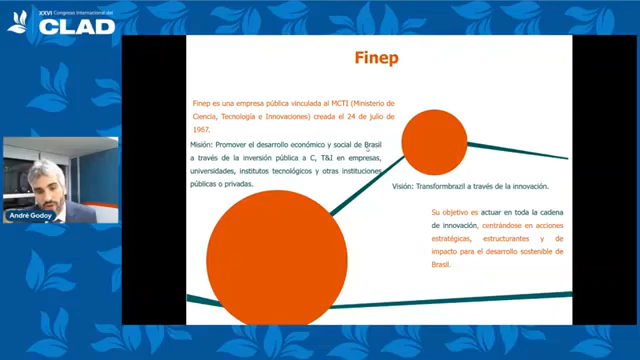 XXVI Congreso Internacional del
CLAD
Finep
Finep es una empresa pública vinculada al MCTI (Ministerio de
Ciencia, Tecnología e Innovaciones) creada el 24 de julio de
1967.
Misión: Promover el desarrollo económico y social de Brasil
a través de la inversión pública a C, T&I en empresas,
universidades, institutos tecnológicos y otras instituciones
públicas o privadas.
Visión: Transformbrazil a través de la innovación.
Su objetivo es actuar en toda la cadena
de innovación, centrándose en acciones
estratégicas, estructurantes y de
impacto para el desarrollo sostenible de
Brasil.
André Godoy